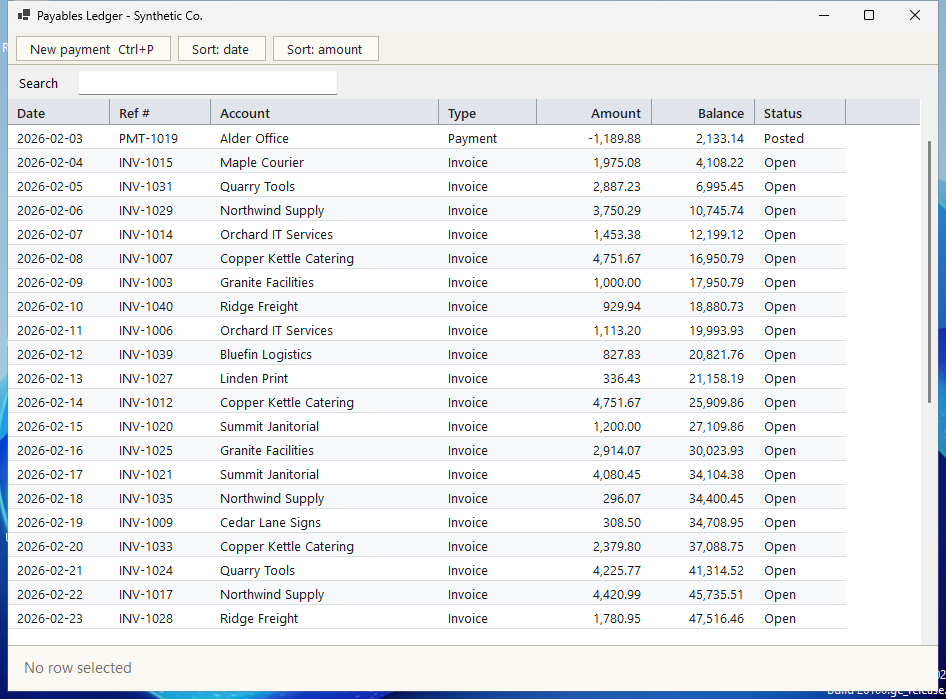 Payables Ledger - Synthetic Co.
New payment Ctrl+P Sort: date Sort: amount
Search
Date Ref # Account Type Amount Balance Status
2026-02-03 PMT-1019 Alder Office Payment -1,189.88 2,133.14 Posted
2026-02-04 INV-1015 Maple Courier Invoice 1,975.08 4,108.22 Open
2026-02-05 INV-1031 Quarry Tools Invoice 2,887.23 6,995.45 Open
2026-02-06 INV-1029 Northwind Supply Invoice 3,750.29 10,745.74 Open
2026-02-07 INV-1014 Orchard IT Services Invoice 1,453.38 12,199.12 Open
2026-02-08 INV-1007 Copper Kettle Catering Invoice 4,751.67 16,950.79 Open
2026-02-09 INV-1003 Granite Facilities Invoice 1,000.00 17,950.79 Open
2026-02-10 INV-1040 Ridge Freight Invoice 929.94 18,880.73 Open
2026-02-11 INV-1006 Orchard IT Services Invoice 1,113.20 19,993.93 Open
2026-02-12 INV-1039 Bluefin Logistics Invoice 827.83 20,821.76 Open
2026-02-13 INV-1027 Linden Print Invoice 336.43 21,158.19 Open
2026-02-14 INV-1012 Copper Kettle Catering Invoice 4,751.67 25,909.86 Open
2026-02-15 INV-1020 Summit Janitorial Invoice 1,200.00 27,109.86 Open
2026-02-16 INV-1025 Granite Facilities Invoice 2,914.07 30,023.93 Open
2026-02-17 INV-1021 Summit Janitorial Invoice 4,080.45 34,104.38 Open
2026-02-18 INV-1035 Northwind Supply Invoice 296.07 34,400.45 Open
2026-02-19 INV-1009 Cedar Lane Signs Invoice 308.50 34,708.95 Open
2026-02-20 INV-1033 Copper Kettle Catering Invoice 2,379.80 37,088.75 Open
2026-02-21 INV-1024 Quarry Tools Invoice 4,225.77 41,314.52 Open
2026-02-22 INV-1017 Northwind Supply Invoice 4,420.99 45,735.51 Open
2026-02-23 INV-1028 Ridge Freight Invoice 1,780.95 47,516.46 Open
No row selected